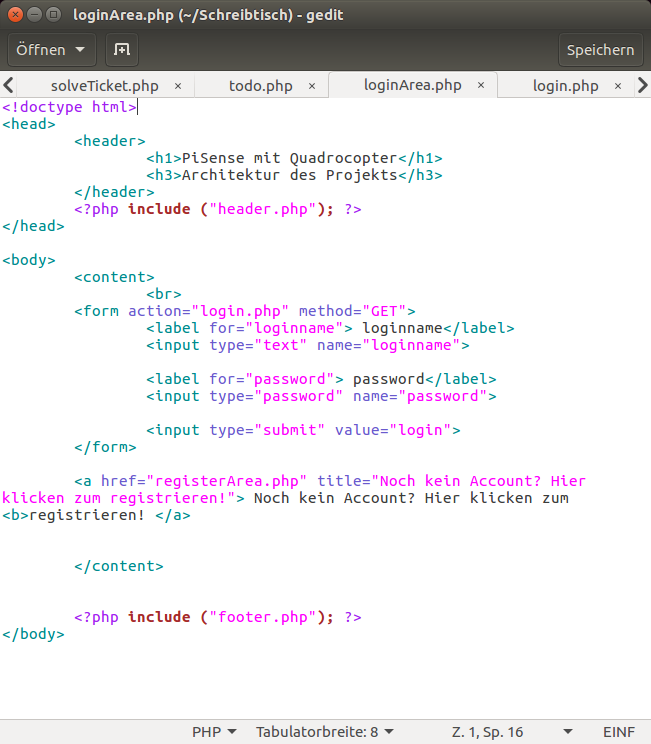 loginArea.php (~/Schreibtisch) - gedit
Öffnen Speichern
solveTicket.php × todo.php × loginArea.php × login.php ×
<!doctype html>
<head>
<header>
<h1>PiSense mit Quadrocopter</h1>
<h3>Architektur des Projekts</h3>
</header>
<?php include ("header.php"); ?>
</head>
<body>
<content>
<br>
<form action="login.php" method="GET">
<label for="loginname"> loginname</label>
<input type="text" name="loginname">
<label for="password"> password</label>
<input type="password" name="password">
<input type="submit" value="login">
</form>
<a href="registerArea.php" title="Noch kein Account? Hier
klicken zum registrieren!"> Noch kein Account? Hier klicken zum
<b>registrieren! </a>
</content>
<?php include ("footer.php"); ?>
</body>
PHP Tabulatorbreite: 8 Z. 1, Sp. 16 EINF